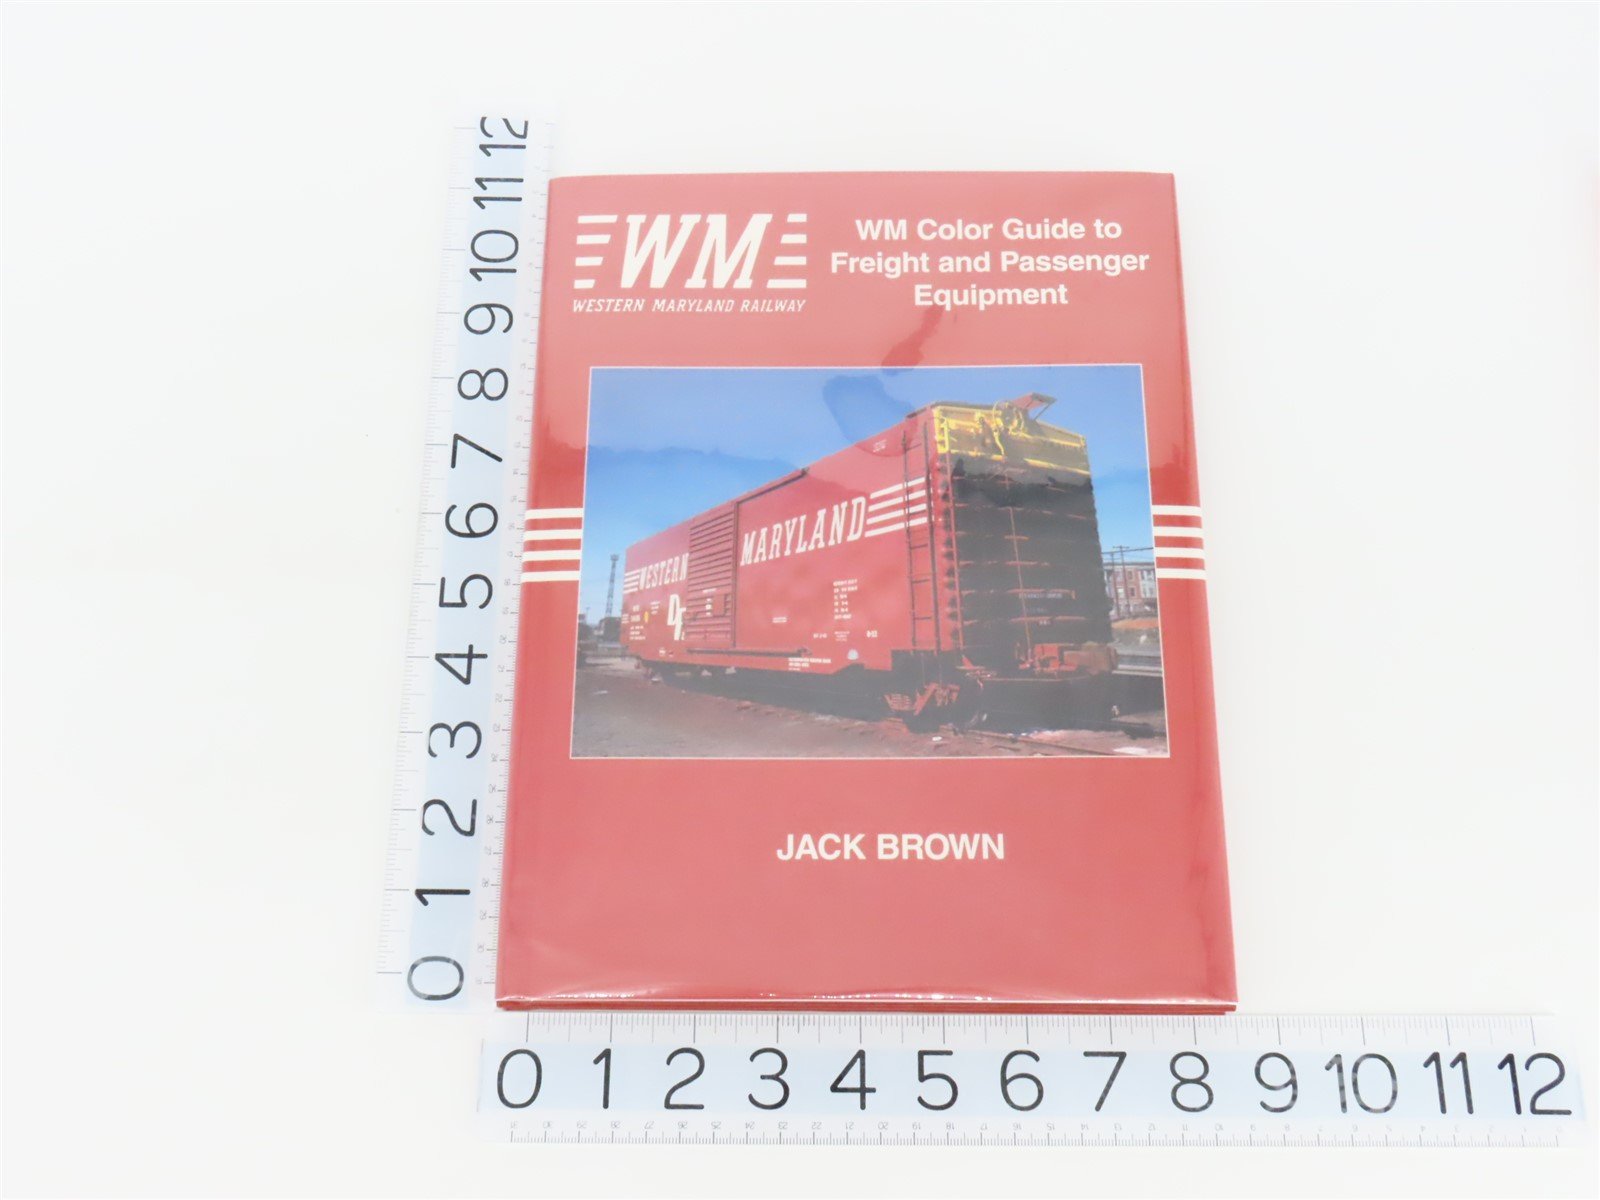 WM
WESTERN MARYLAND RAILWAY
WM Color Guide to
Freight and Passenger
Equipment
WESTERN MARYLAND
DF
JACK BROWN
0 1 2 3 4 5 6 7 8 9 10 11 12
0 1 2 3 4 5 6 7 8 9 10 11 12